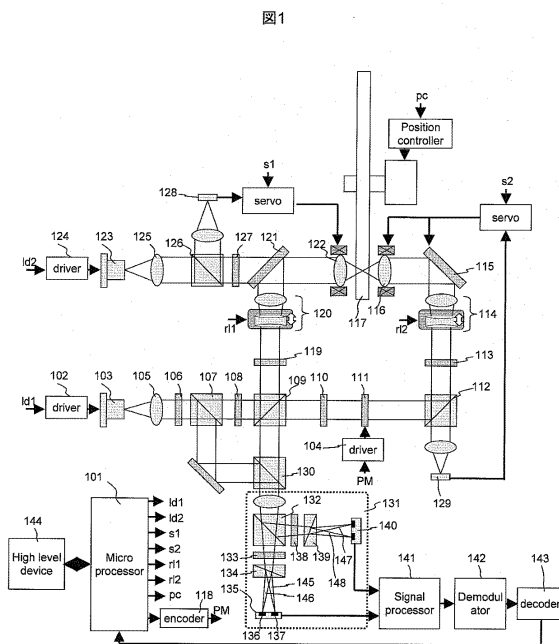 図1
pc
Position controller
s1
s2
128
servo
servo
124
123
125
126
127
121
122
ld2
driver
115
116
117
120
114
rl1
rl2
119
113
102
103
105
106
107
108
109
110
111
112
ld1
driver
104
driver
PM
130
129
101
131
132
140
144
High level device
Micro processor
ld1
ld2
s1
s2
rl1
rl2
pc
118
encoder
PM
133
134
135
138
139
147
148
145
146
136
137
141
Signal processor
142
Demodul ator
143
decoder